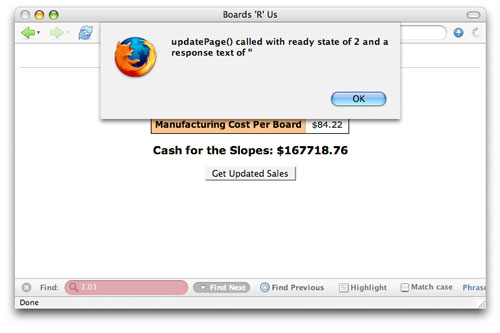 Boards 'R' Us
updatePage() called with ready state of 2 and a
response text of ''
OK
Manufacturing Cost Per Board $84.22
Cash for the Slopes: $167718.76
Get Updated Sales
Find: 1.03 Find Next Find Previous Highlight Match case Phrase
Done